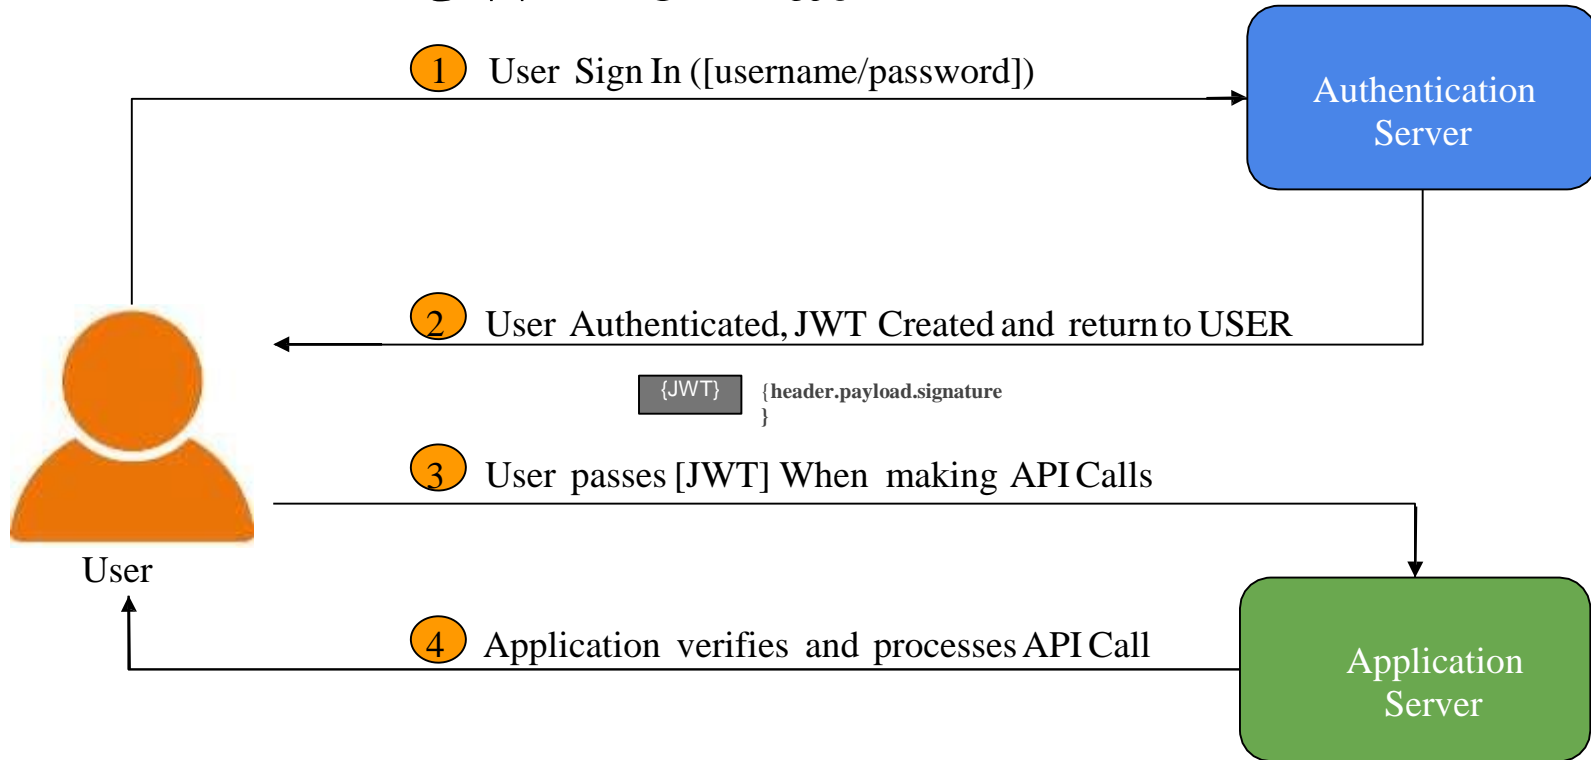 1 User Sign In ([username/password])
Authentication
Server
2 User Authenticated, JWT Created and return to USER
{JWT}
{header.payload.signature
}
3 User passes [JWT] When making API Calls
User
4 Application verifies and processes API Call
Application
Server